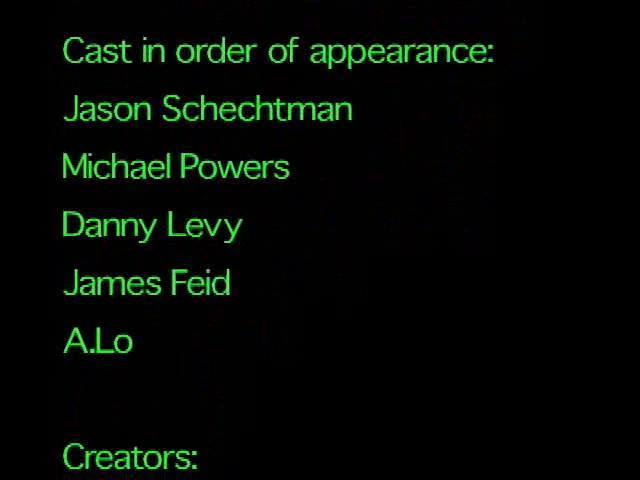 Cast in order of appearance:
Jason Schechtman
Michael Powers
Danny Levy
James Feid
A.Lo
Creators: